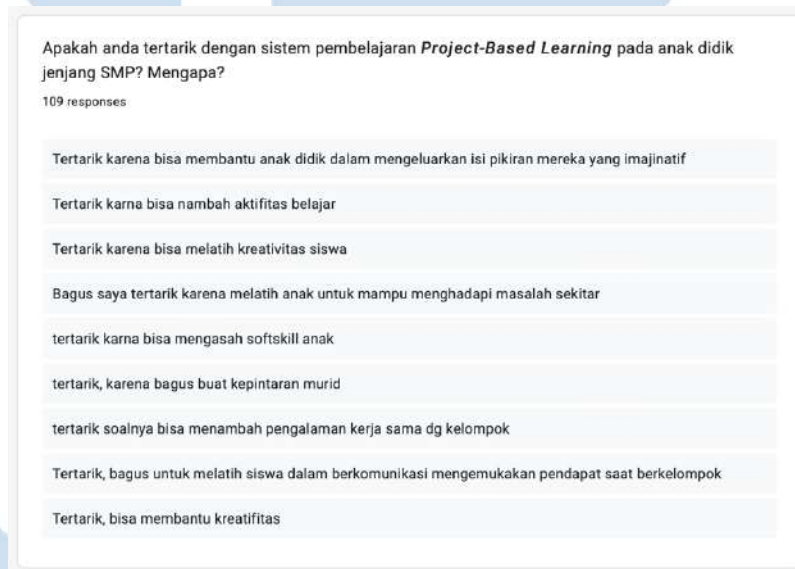 Apakah anda tertarik dengan sistem pembelajaran Project-Based Learning pada anak didik
jenjang SMP? Mengapa?
109 responses
Tertarik karena bisa membantu anak didik dalam mengeluarkan isi pikiran mereka yang imajinatif
Tertarik karna bisa nambah aktifitas belajar
Tertarik karena bisa melatih kreativitas siswa
Bagus saya tertarik karena melatih anak untuk mampu menghadapi masalah sekitar
tertarik karna bisa mengasah softskill anak
tertarik, karena bagus buat kepintaran murid
tertarik soalnya bisa menambah pengalaman kerja sama dg kelompok
Tertarik, bagus untuk melatih siswa dalam berkomunikasi mengemukakan pendapat saat berkelompok
Tertarik, bisa membantu kreatifitas